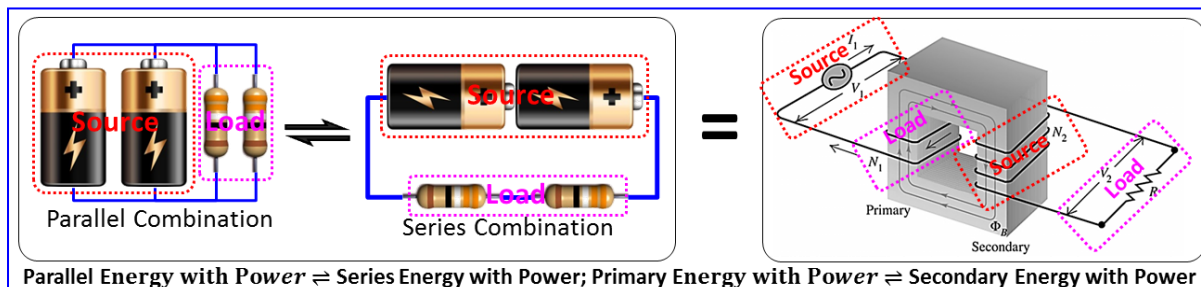 Source
Load
Parallel Combination
⇌
Source
Load
Series Combination
=
Source
I₁
V₁
Load
N₁
Source
N₂
V₂
Load
R
Primary
Φ_B
Secondary
Parallel Energy with Power ⇌ Series Energy with Power; Primary Energy with Power ⇌ Secondary Energy with Power